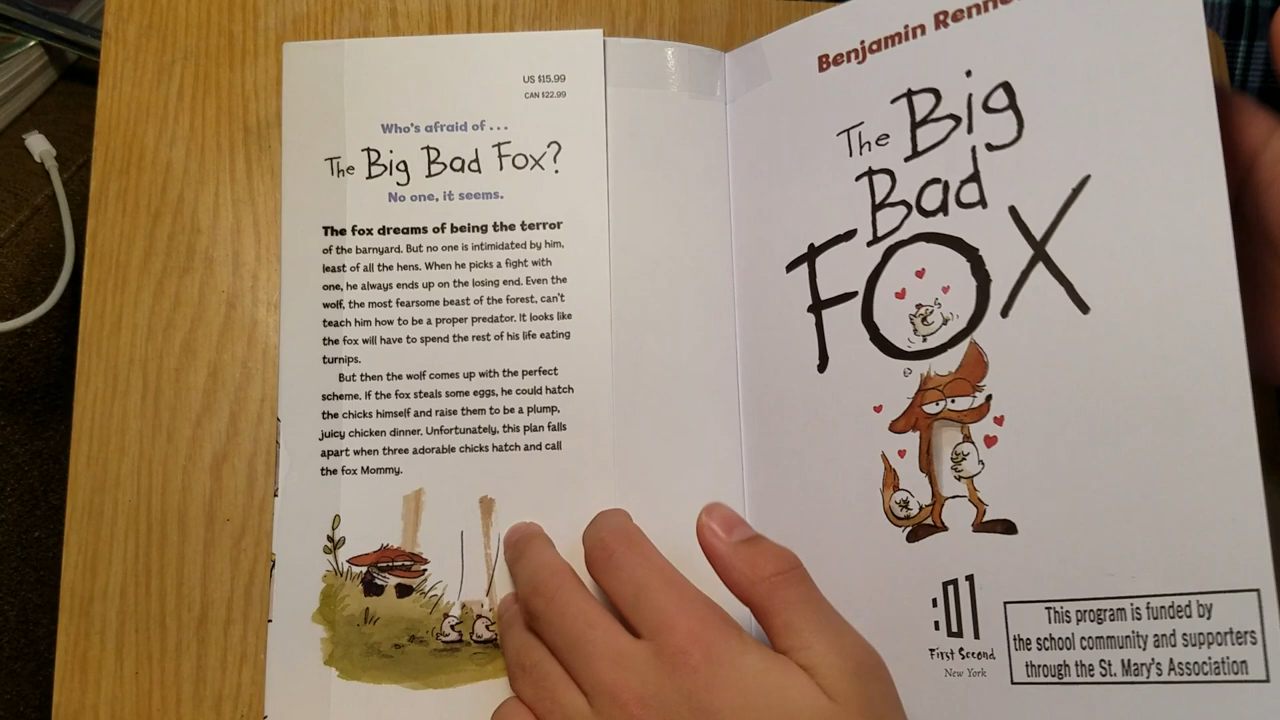 US $15.99
CAN $22.99
Who's afraid of...
The Big Bad Fox?
No one, it seems.
The fox dreams of being the terror
of the barnyard. But no one is intimidated by him,
least of all the hens. When he picks a fight with
one, he always ends up on the losing end. Even the
wolf, the most fearsome beast of the forest, can't
teach him how to be a proper predator. It looks like
the fox will have to spend the rest of his life eating
turnips.
But then the wolf comes up with the perfect
scheme. If the fox steals some eggs, he could hatch
the chicks himself and raise them to be a plump,
juicy chicken dinner. Unfortunately, this plan falls
apart when three adorable chicks hatch and call
the fox Mommy.
Benjamin
The Big
Bad
FOX
:01
First Second
New York
This program is funded by
the school community and supporters
through the St. Mary's Association